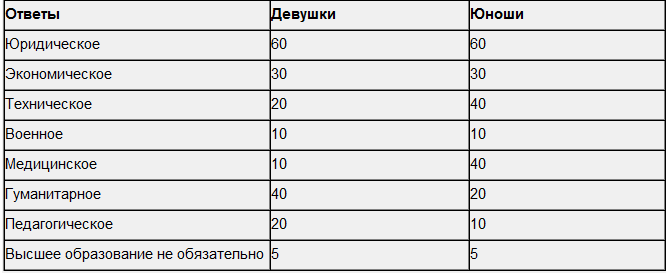 Ответы Девушки Юноши
Юридическое 60 60
Экономическое 30 30
Техническое 20 40
Военное 10 10
Медицинское 10 40
Гуманитарное 40 20
Педагогическое 20 10
Высшее образование не обязательно 5 5